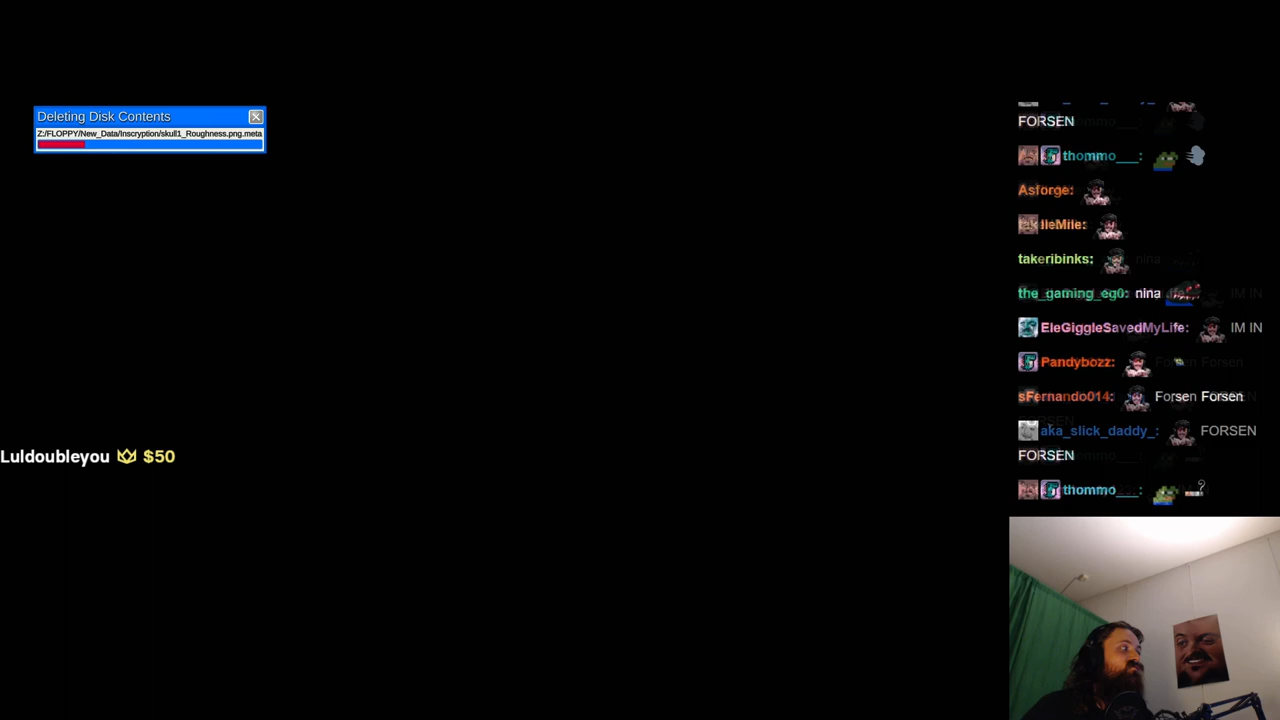 Deleting Disk Contents
Z:/FLOPPY/New_Data/Inscryption/skull1_Roughness.png.meta
FORSEN
thommo___:
Asforge:
leMile:
takeribinks:
the_gaming_eg0: nina
EleGiggleSavedMyLife: IM IN
Pandybozz:
sFernando014: Forsen Forsen
aka_slick_daddy_: FORSEN
FORSEN
thommo___:
Luldoubleyou $50